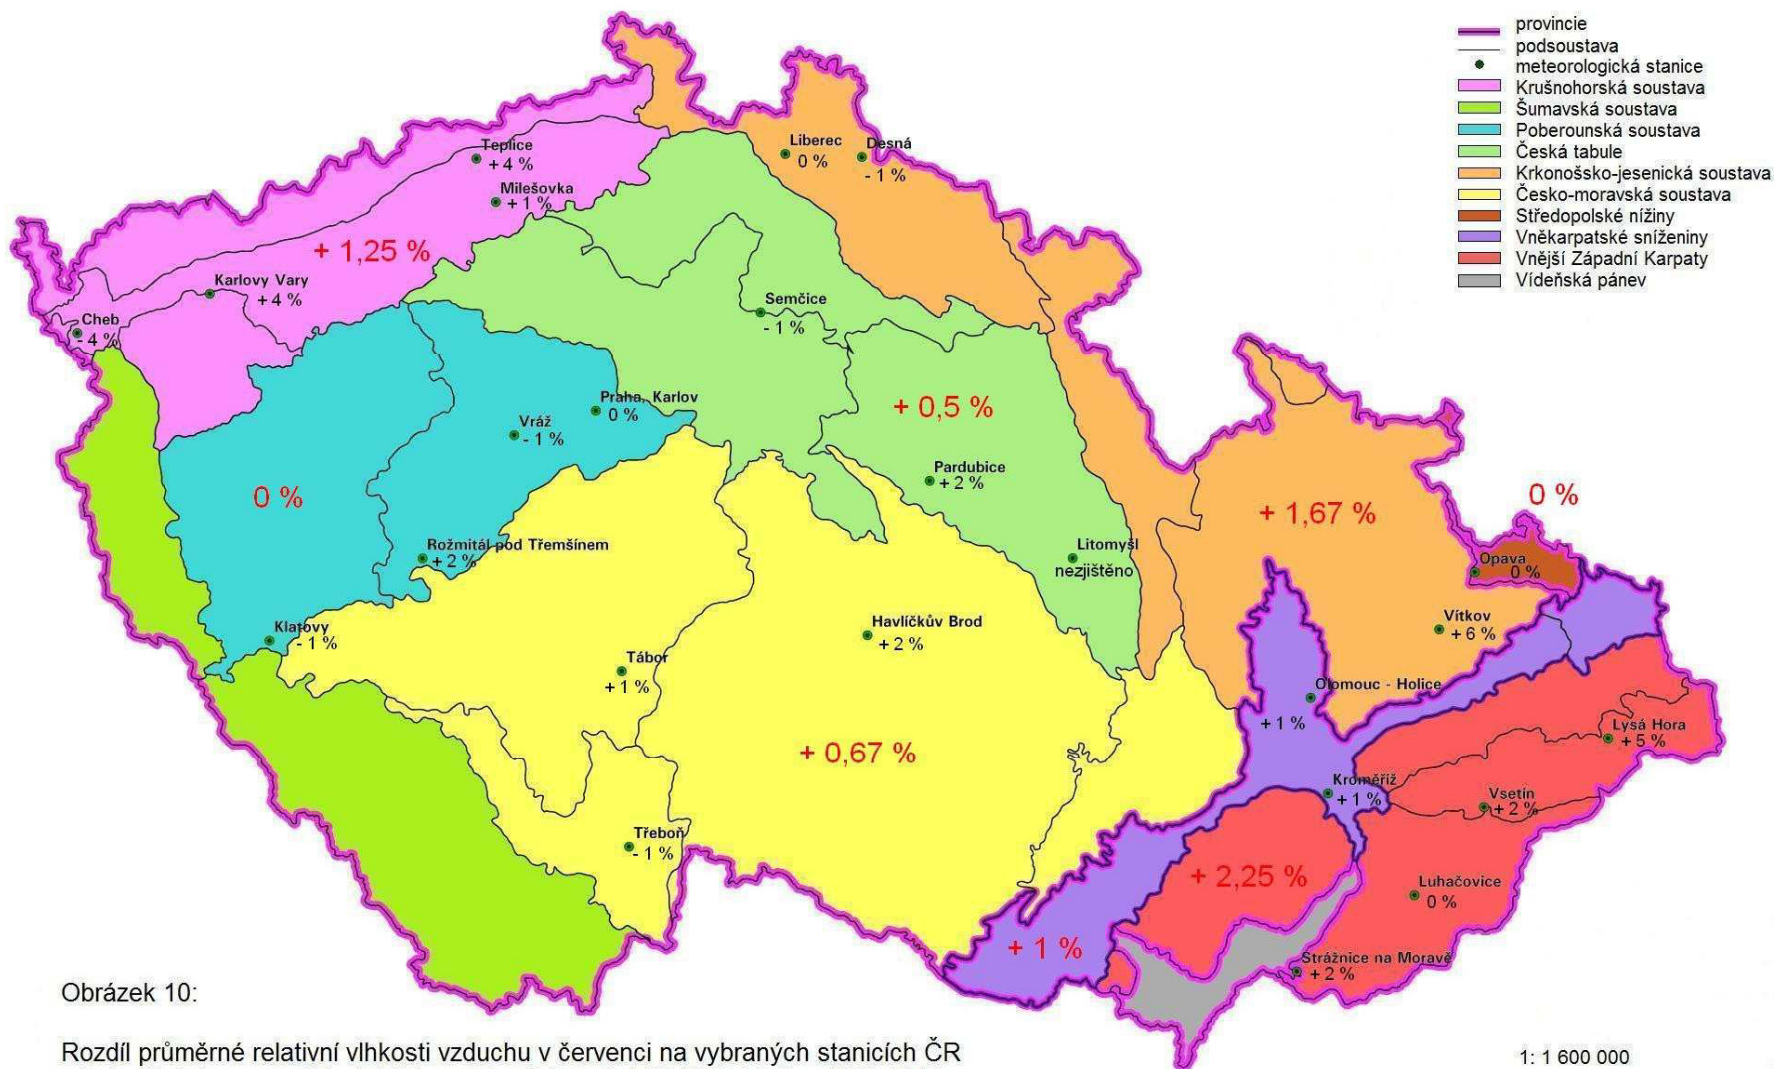 provincie
podsoustava
meteorologická stanice
Krušnohorská soustava
Šumavská soustava
Poberounská soustava
Česká tabule
Krkonošsko-jesenická soustava
Česko-moravská soustava
Středopolské nížiny
Vněkarpatské sníženiny
Vnější Západní Karpaty
Vídeňská pánev
Liberec
0 %
Desná
- 1 %
Teplice
+ 4 %
Milešovka
+ 1 %
+ 1,25 %
Karlovy Vary
+ 4 %
Cheb
- 4 %
Semčice
- 1 %
Praha, Karlov
0 %
Vráž
- 1 %
+ 0,5 %
Pardubice
+ 2 %
0 %
+ 1,67 %
0 %
Rožmitál pod Třemšínem
+ 2 %
Litomyšl
nezjištěno
Opava
0 %
Klatovy
- 1 %
Havlíčkův Brod
+ 2 %
Vítkov
+ 6 %
Tábor
+ 1 %
Olomouc - Holice
+ 1 %
Lysá Hora
+ 5 %
+ 0,67 %
Kroměříž
+ 1 %
Vsetín
+ 2 %
Třeboň
- 1 %
+ 2,25 %
Luhačovice
0 %
+ 1 %
Strážnice na Moravě
+ 2 %
Obrázek 10:
Rozdíl průměrné relativní vlhkosti vzduchu v červenci na vybraných stanicích ČR
1: 1 600 000